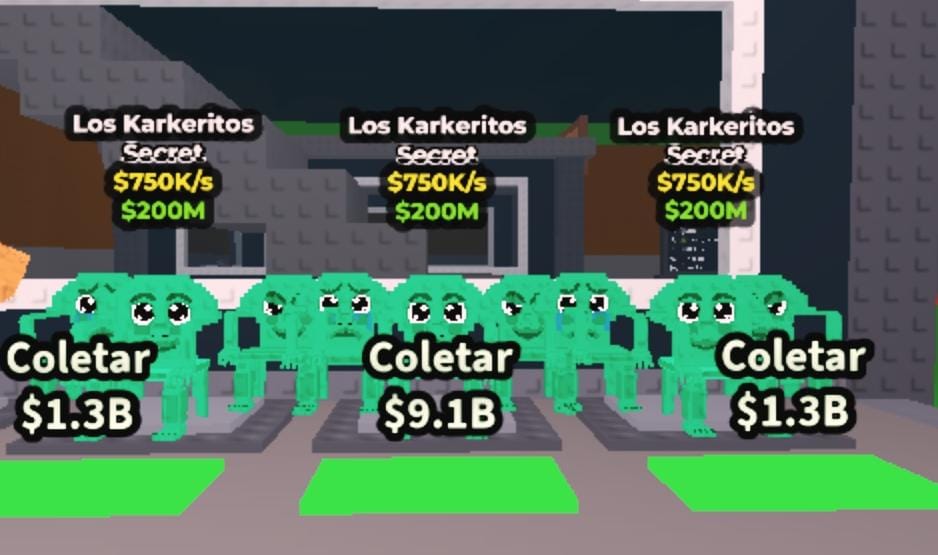 Los Karkeritos
Secret
$750K/s
$200M
Los Karkeritos
Secret
$750K/s
$200M
Los Karkeritos
Secret
$750K/s
$200M
Coletar
$1.3B
Coletar
$9.1B
Coletar
$1.3B